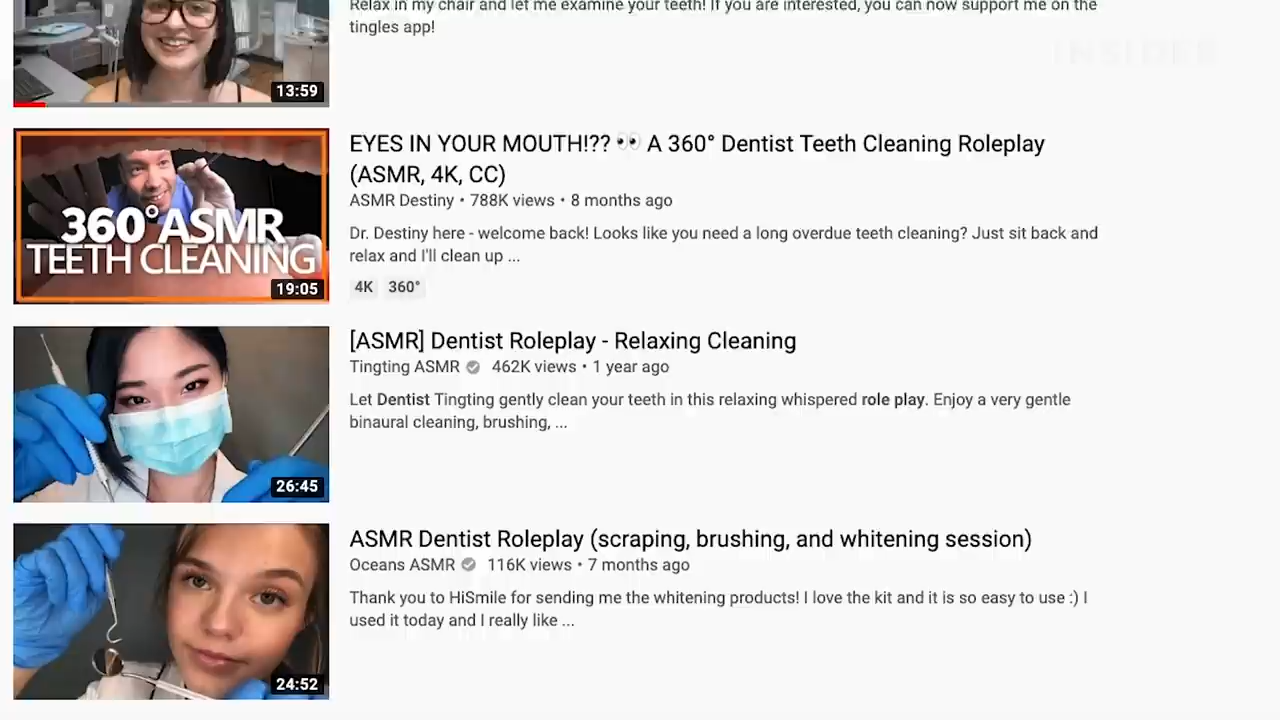 Relax in my chair and let me examine your teeth! If you are interested, you can now support me on the
tingles app!
INSIDER
13:59
EYES IN YOUR MOUTH!?? 👀 A 360° Dentist Teeth Cleaning Roleplay
(ASMR, 4K, CC)
ASMR Destiny • 788K views • 8 months ago
360° ASMR
TEETH CLEANING
19:05
Dr. Destiny here - welcome back! Looks like you need a long overdue teeth cleaning? Just sit back and
relax and I'll clean up ...
4K 360°
[ASMR] Dentist Roleplay - Relaxing Cleaning
Tingting ASMR 462K views • 1 year ago
Let Dentist Tingting gently clean your teeth in this relaxing whispered role play. Enjoy a very gentle
binaural cleaning, brushing, ...
26:45
ASMR Dentist Roleplay (scraping, brushing, and whitening session)
Oceans ASMR 116K views • 7 months ago
Thank you to HiSmile for sending me the whitening products! I love the kit and it is so easy to use :) I
used it today and I really like ...
24:52